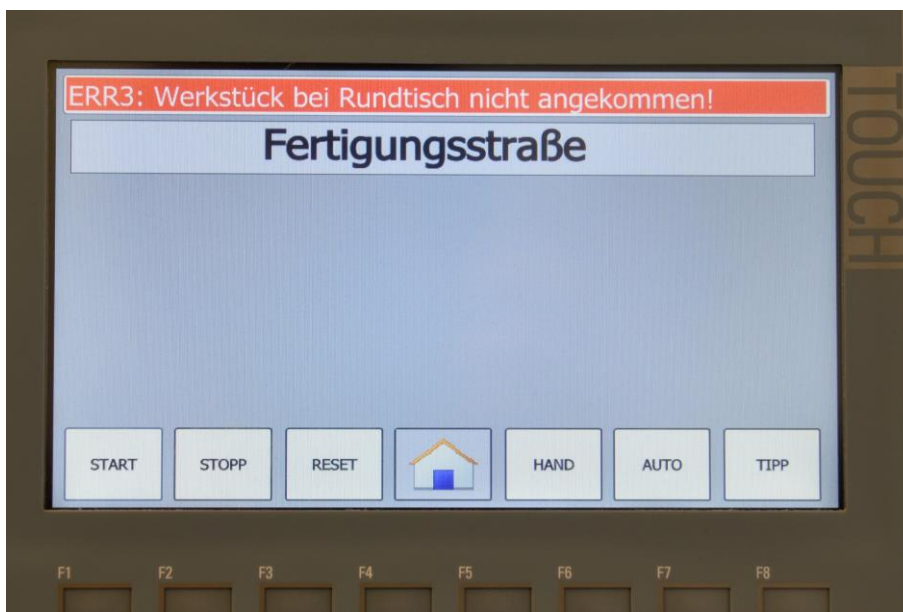 ERR3: Werkstück bei Rundtisch nicht angekommen!
Fertigungsstraße
TOUCH
START STOPP RESET HAND AUTO TIPP
F1 F2 F3 F4 F5 F6 F7 F8